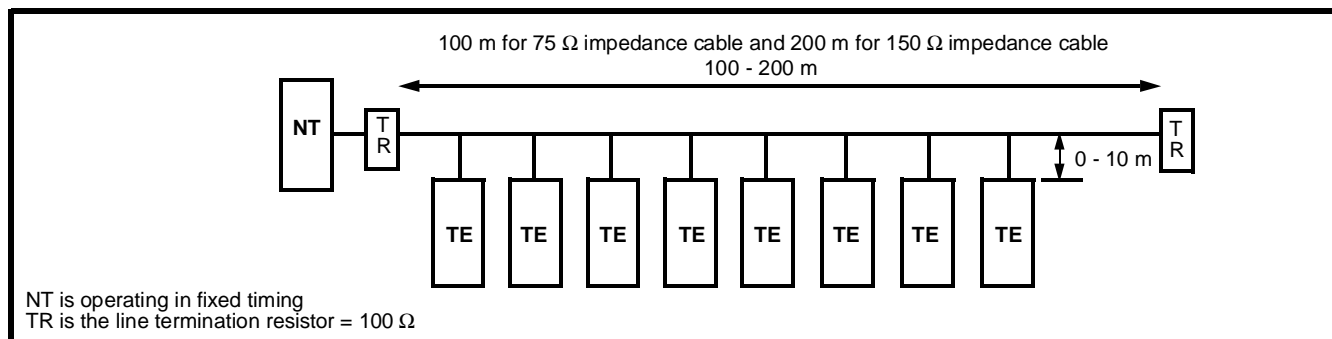 100 m for 75 Ω impedance cable and 200 m for 150 Ω impedance cable
100 - 200 m
NT
T
R
T
R
0 - 10 m
TE
TE
TE
TE
TE
TE
TE
TE
NT is operating in fixed timing
TR is the line termination resistor = 100 Ω